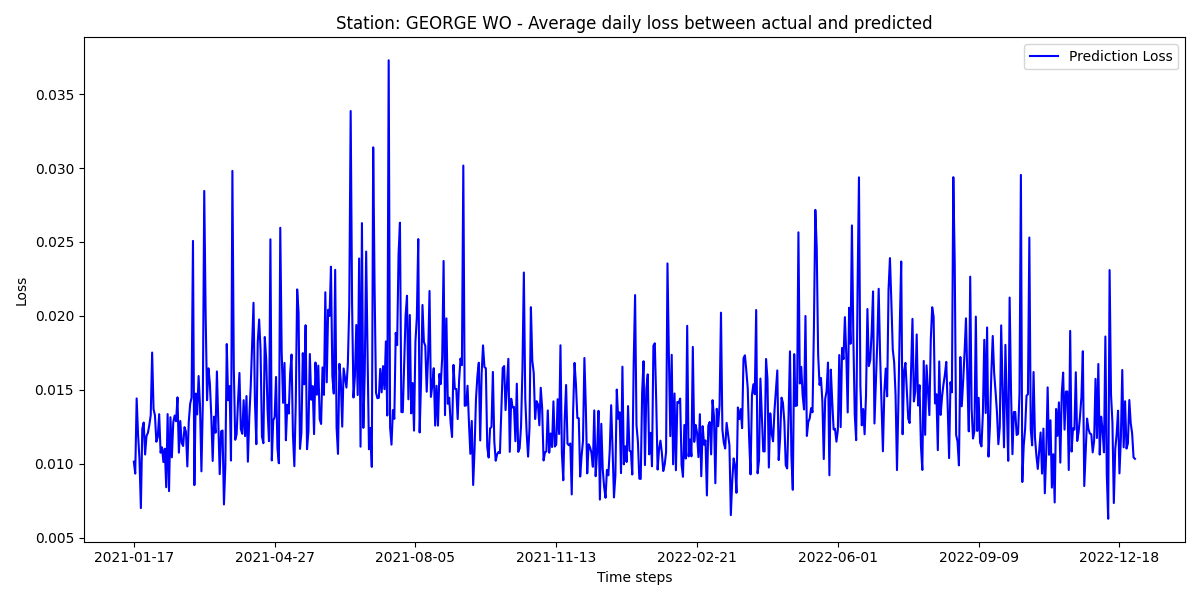 Station: GEORGE WO - Average daily loss between actual and predicted
Prediction Loss
Loss
0.035
0.030
0.025
0.020
0.015
0.010
0.005
2021-01-17 2021-04-27 2021-08-05 2021-11-13 2022-02-21 2022-06-01 2022-09-09 2022-12-18
Time steps